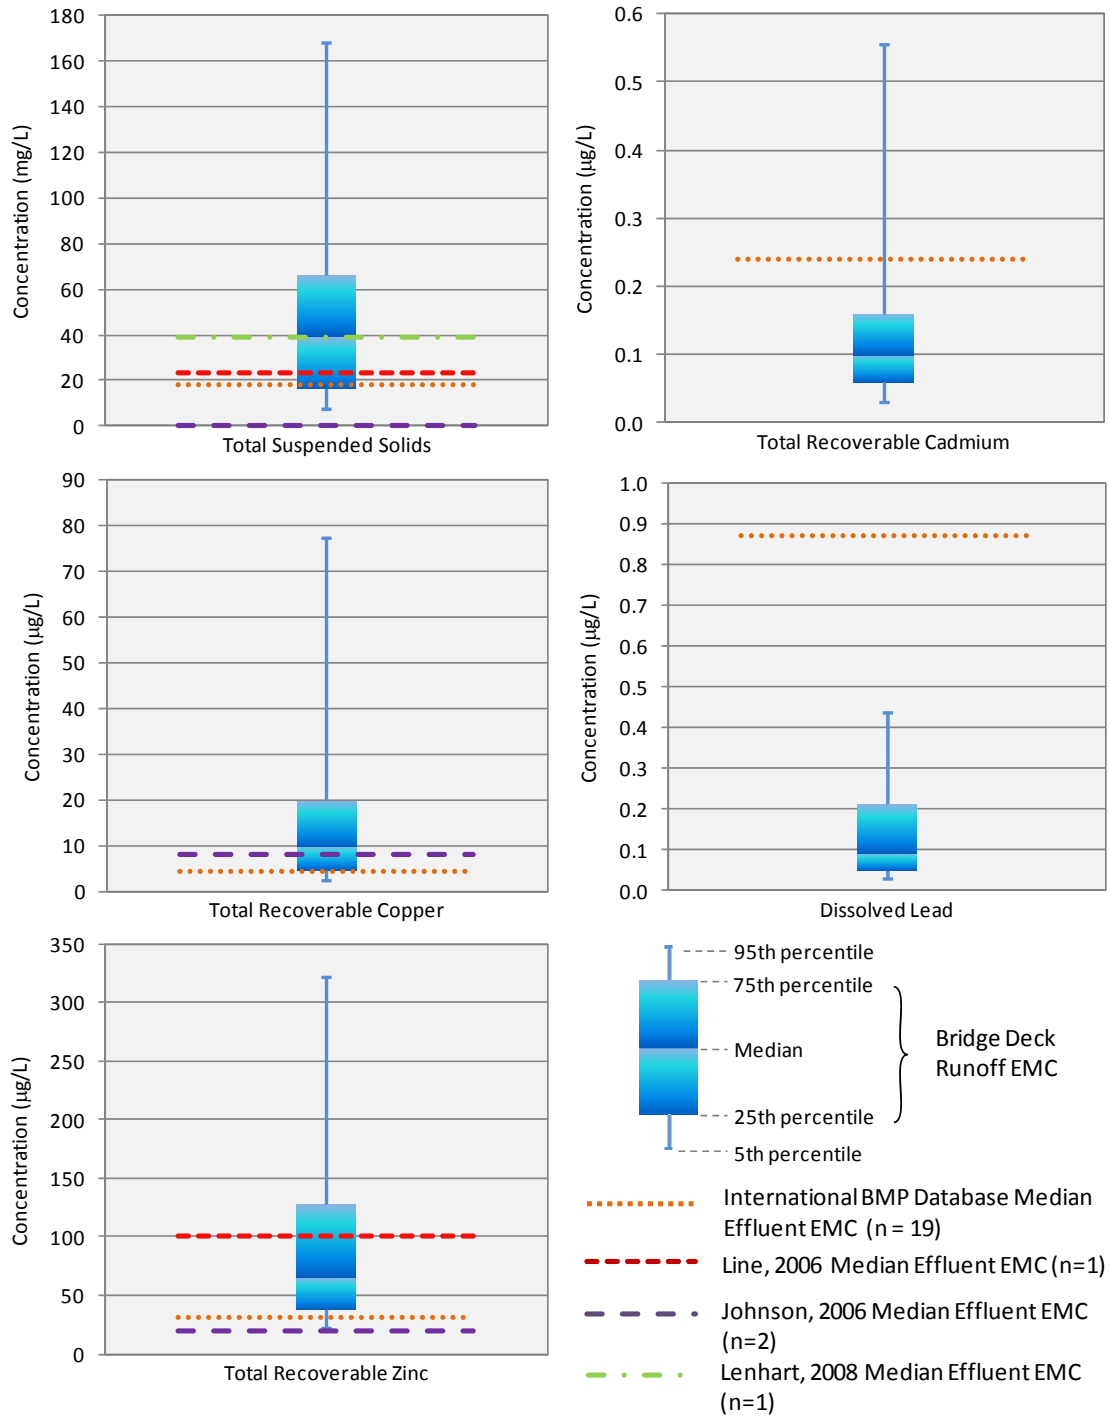 180
160
140
120
100
80
60
40
20
0
Concentration (mg/L)
Total Suspended Solids
0.6
0.5
0.4
0.3
0.2
0.1
0.0
Concentration (µg/L)
Total Recoverable Cadmium
90
80
70
60
50
40
30
20
10
0
Concentration (µg/L)
Total Recoverable Copper
1.0
0.9
0.8
0.7
0.6
0.5
0.4
0.3
0.2
0.1
0.0
Concentration (µg/L)
Dissolved Lead
350
300
250
200
150
100
50
0
Concentration (µg/L)
Total Recoverable Zinc
95th percentile
75th percentile
Median
25th percentile
5th percentile
Bridge Deck
Runoff EMC
International BMP Database Median
Effluent EMC (n = 19)
Line, 2006 Median Effluent EMC (n=1)
Johnson, 2006 Median Effluent EMC
(n=2)
Lenhart, 2008 Median Effluent EMC
(n=1)